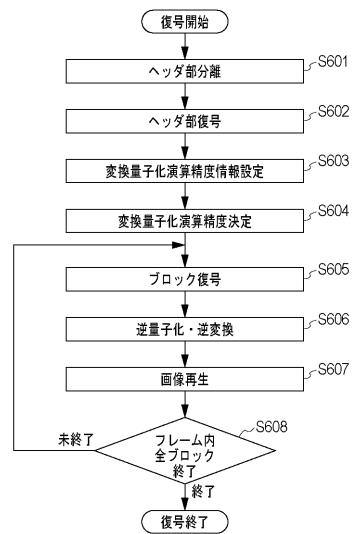 復号開始
ヘッダ部分離
S601
ヘッダ部復号
S602
変換量子化演算精度情報設定
S603
変換量子化演算精度決定
S604
ブロック復号
S605
逆量子化・逆変換
S606
画像再生
S607
フレーム内
全ブロック
終了
S608
未終了
終了
復号終了